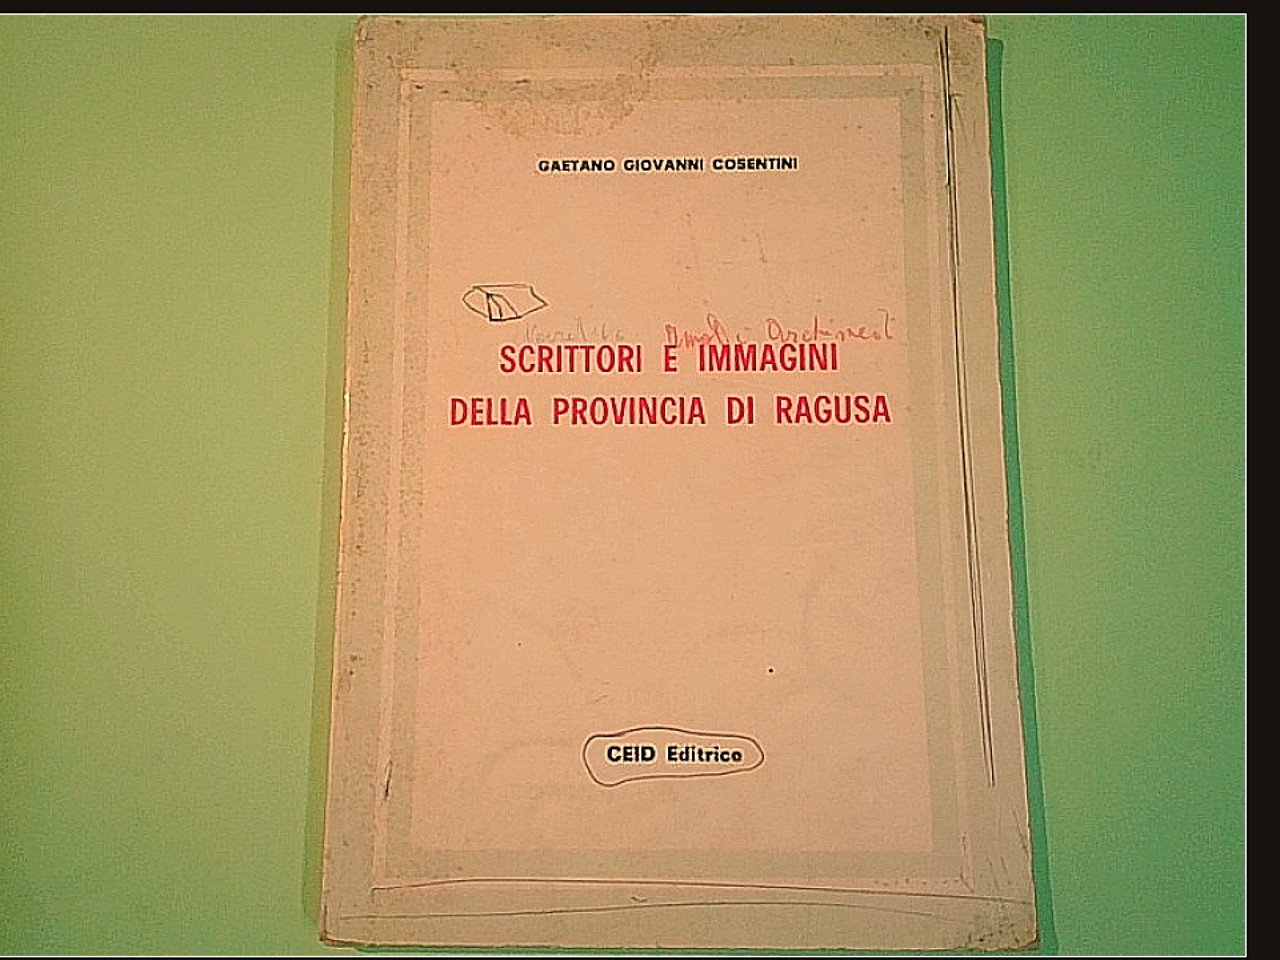 GAETANO GIOVANNI COSENTINI
SCRITTORI E IMMAGINI
DELLA PROVINCIA DI RAGUSA
CEID Editrice